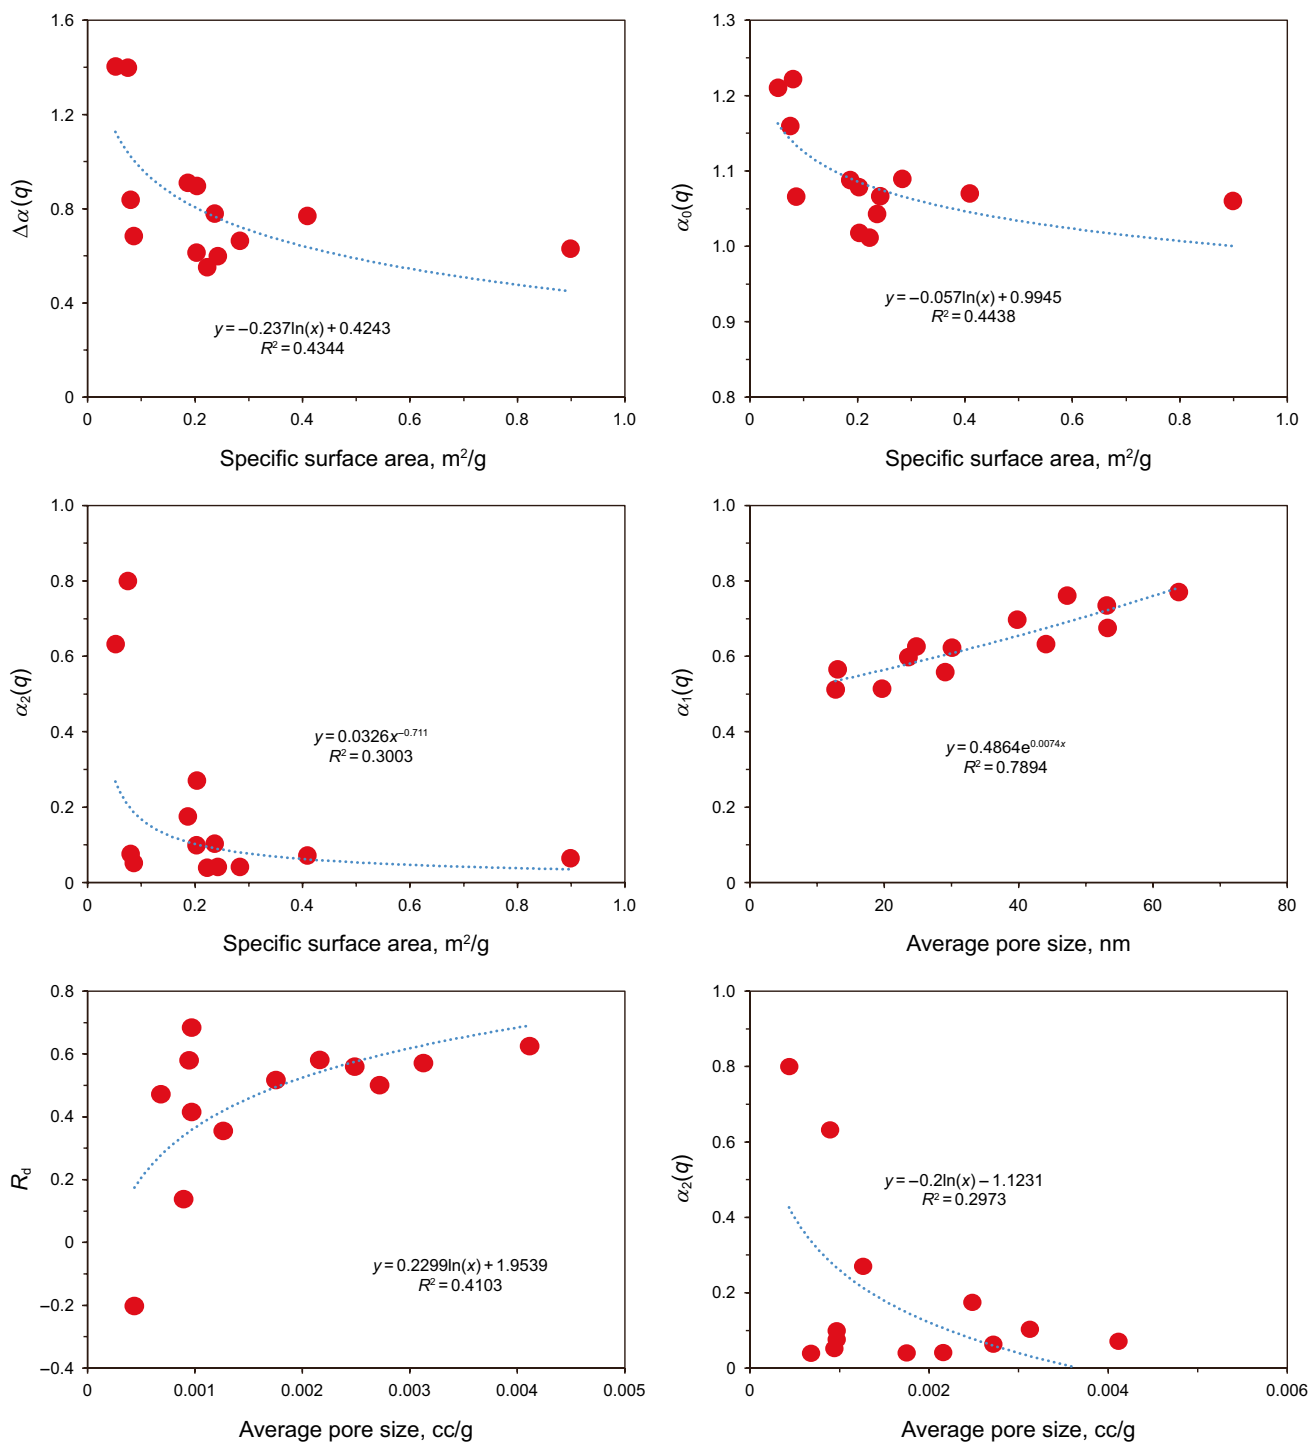 1.6
1.2
0.8
0.4
0
Δα(q)
0
0.2
0.4
0.6
0.8
1.0
Specific surface area, m²/g
y = –0.237ln(x) + 0.4243
R² = 0.4344
1.3
1.2
1.1
1.0
0.9
0.8
α₀(q)
0
0.2
0.4
0.6
0.8
1.0
Specific surface area, m²/g
y = –0.057ln(x) + 0.9945
R² = 0.4438
1.0
0.8
0.6
0.4
0.2
0
α₂(q)
0
0.2
0.4
0.6
0.8
1.0
Specific surface area, m²/g
y = 0.0326x⁻⁰·⁷¹¹
R² = 0.3003
1.0
0.8
0.6
0.4
0.2
0
α₁(q)
0
20
40
60
80
Average pore size, nm
y = 0.4864e⁰·⁰⁰⁷⁴ˣ
R² = 0.7894
0.8
0.6
0.4
0.2
0
–0.2
–0.4
R_d
0
0.001
0.002
0.003
0.004
0.005
Average pore size, cc/g
y = 0.2299ln(x) + 1.9539
R² = 0.4103
1.0
0.8
0.6
0.4
0.2
0
α₂(q)
0
0.002
0.004
0.006
Average pore size, cc/g
y = –0.2ln(x) – 1.1231
R² = 0.2973